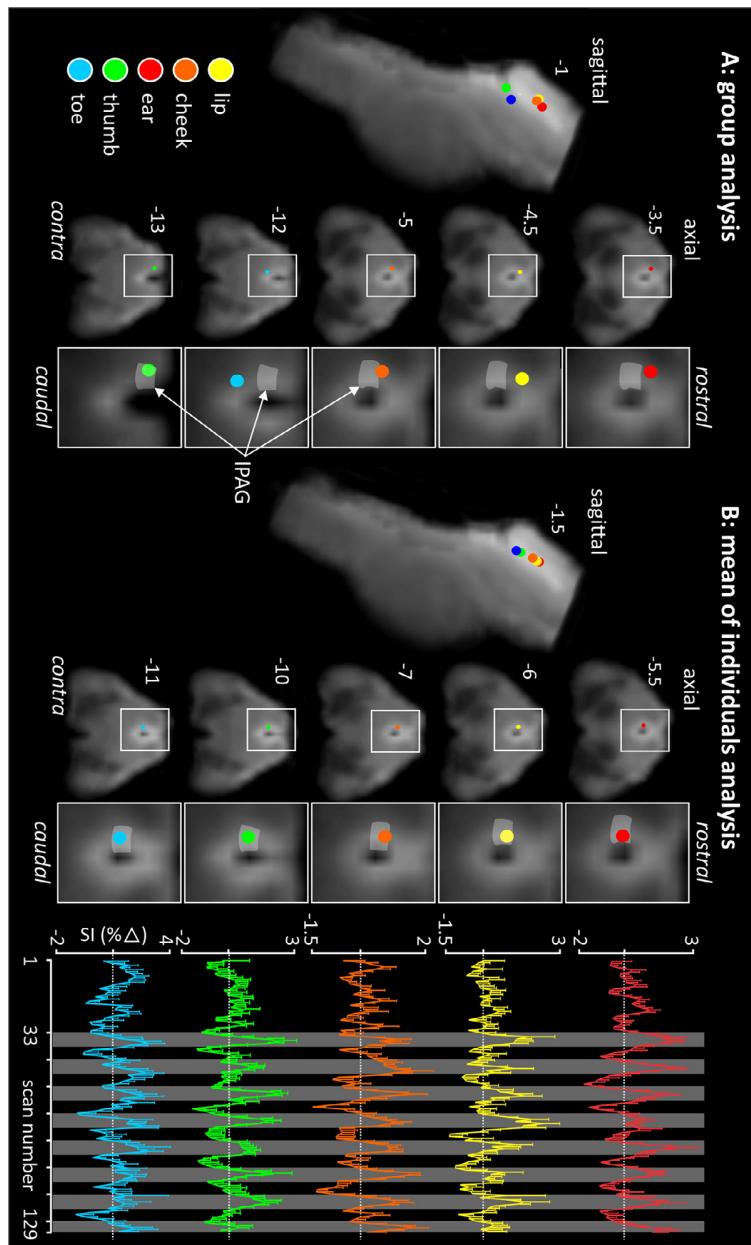 A: group analysis
sagittal
-1
lip
cheek
ear
thumb
toe
axial
-3.5
-4.5
-5
-12
-13
contra
rostral
caudal
lPAG
B: mean of individuals analysis
sagittal
-1.5
axial
-5.5
-6
-7
-10
-11
contra
rostral
caudal
3
-2
3
-1.5
2
-1.5
3
-2
4
-2
SI (%Δ)
1
33
scan number
129